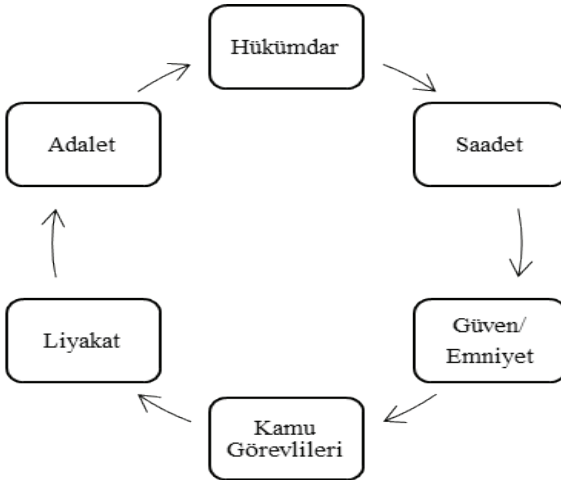 Hükümdar
Saadet
Güven/
Emniyet
Kamu
Görevlileri
Liyakat
Adalet